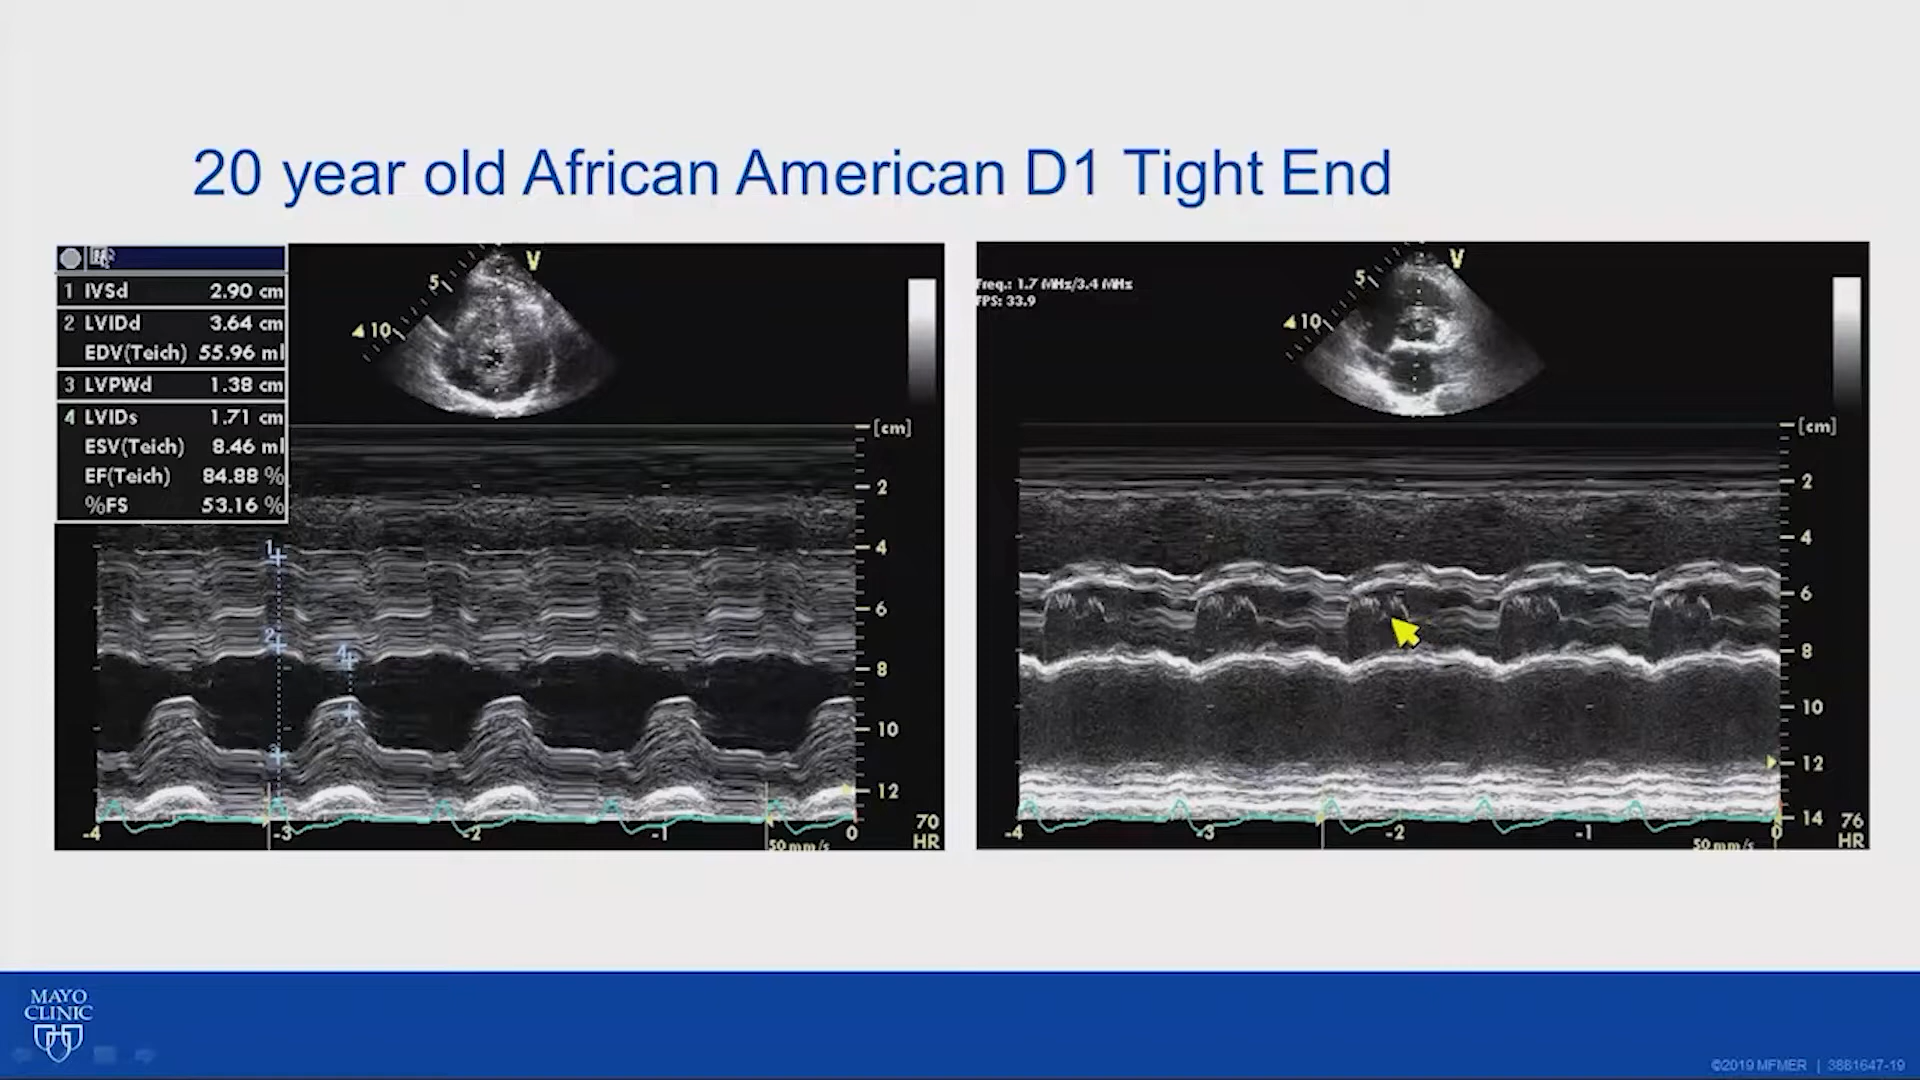 20 year old African American D1 Tight End
1 IVSd 2.90 cm
2 LVIDd 3.64 cm
EDV(Teich) 55.96 ml
3 LVPWd 1.38 cm
4 LVIDs 1.71 cm
ESV(Teich) 8.46 ml
EF(Teich) 84.88 %
%FS 53.16 %
V
5
10
[cm]
2
4
6
8
10
12
1
2
3
4
-4 -3 -2 -1 0
70
HR
50 mm/s
Freq.: 1.7 MHz/3.4 MHz
FPS: 33.9
V
5
10
[cm]
2
4
6
8
10
12
14
-4 -3 -2 -1 0
76
HR
50 mm/s
MAYO
CLINIC
©2019 MFMER | 3881647-19